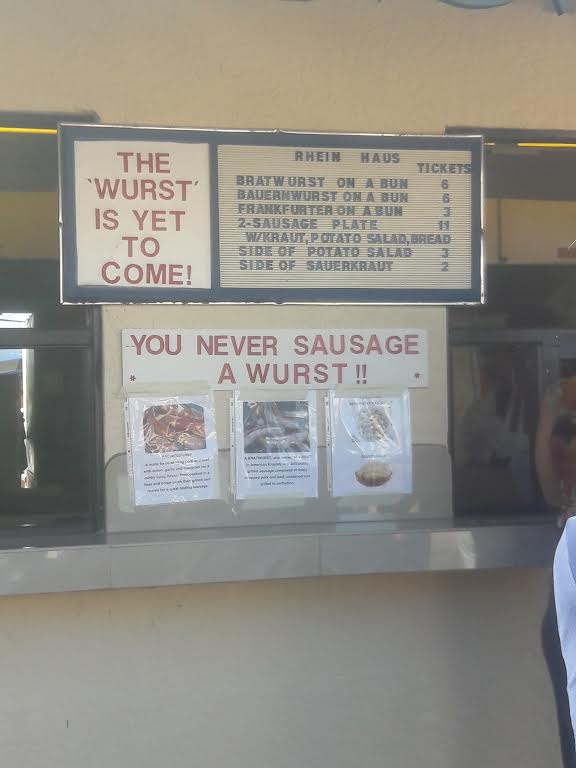 THE
'WURST'
IS YET
TO
COME!
RHEIN HAUS
TICKETS
BRATWURST ON A BUN 6
BAUERNWURST ON A BUN 6
FRANKFURTER ON A BUN 3
2-SAUSAGE PLATE 11
W/KRAUT, POTATO SALAD, BREAD
SIDE OF POTATO SALAD 3
SIDE OF SAUERKRAUT 2
YOU NEVER SAUSAGE
* A WURST !! *